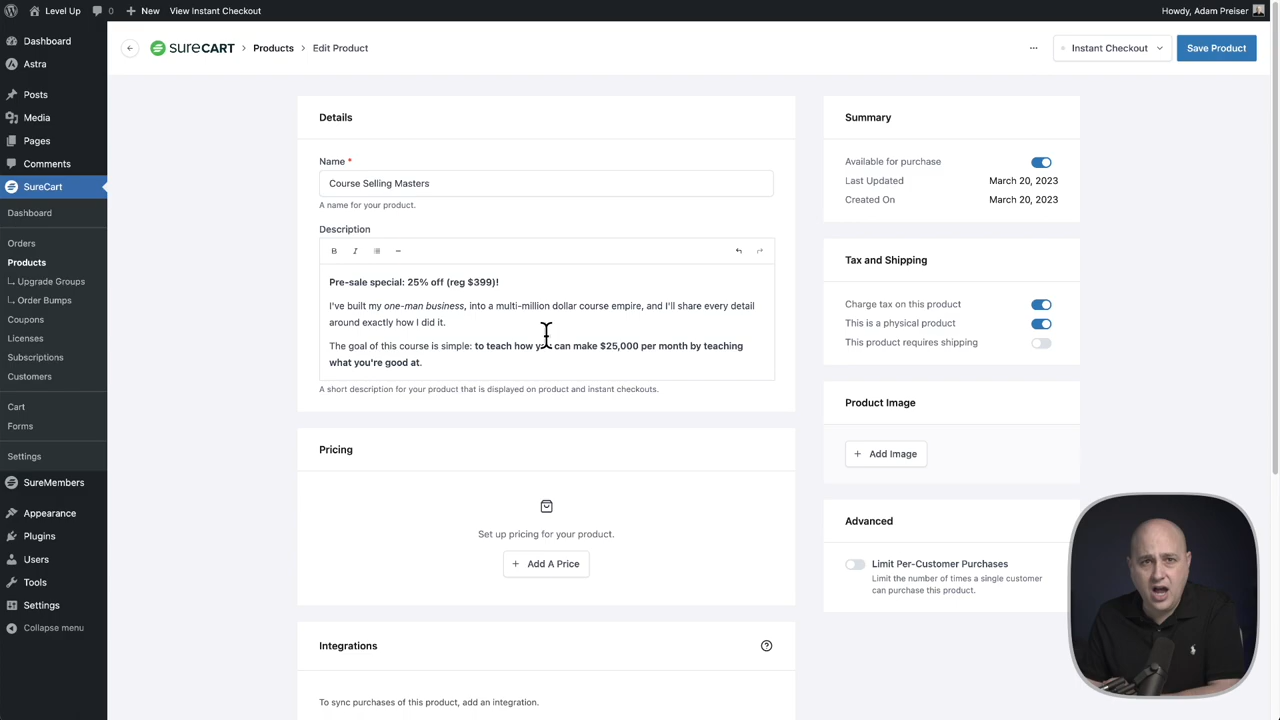 Level Up
0
New
View Instant Checkout
Howdy, Adam Preiser
Dashboard
Astra
Posts
Media
Pages
Comments
SureCart
Dashboard
Orders
Products
Upgrade Groups
Order Bumps
Coupons
Licenses
Subscriptions
Customers
Cart
Forms
Settings
SureMembers
Appearance
Plugins
Users
Tools
Settings
Collapse menu
SURECART
Products
Edit Product
...
Instant Checkout
Save Product
Details
Name *
Course Selling Masters
A name for your product.
Description
B I
Pre-sale special: 25% off (reg $399)!
I've built my one-man business, into a multi-million dollar course empire, and I'll share every detail
around exactly how I did it.
The goal of this course is simple: to teach how you can make $25,000 per month by teaching
what you're good at.
A short description for your product that is displayed on product and instant checkouts.
Pricing
Set up pricing for your product.
+ Add A Price
Integrations
?
To sync purchases of this product, add an integration.
Summary
Available for purchase
Last Updated March 20, 2023
Created On March 20, 2023
Tax and Shipping
Charge tax on this product
This is a physical product
This product requires shipping
Product Image
+ Add Image
Advanced
Limit Per-Customer Purchases
Limit the number of times a single customer
can purchase this product.